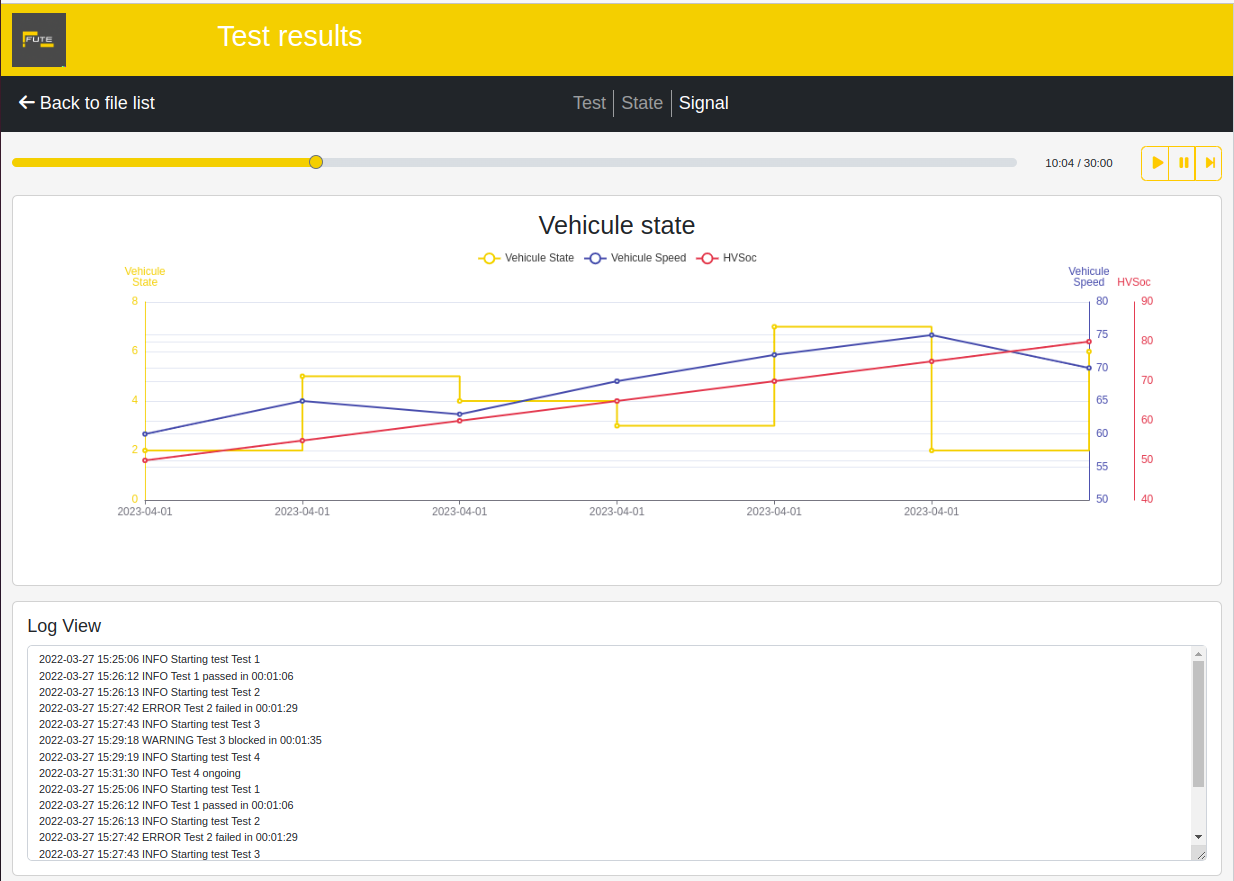 FUTE
Test results
Back to file list
Test
State
Signal
10:04 / 30:00
Vehicule state
Vehicule State
Vehicule Speed
HVSoc
Vehicule
State
Vehicule
Speed
HVSoc
8
6
4
2
0
80
75
70
65
60
55
50
90
80
70
60
50
40
2023-04-01
2023-04-01
2023-04-01
2023-04-01
2023-04-01
2023-04-01
Log View
2022-03-27 15:25:06 INFO Starting test Test 1
2022-03-27 15:26:12 INFO Test 1 passed in 00:01:06
2022-03-27 15:26:13 INFO Starting test Test 2
2022-03-27 15:27:42 ERROR Test 2 failed in 00:01:29
2022-03-27 15:27:43 INFO Starting test Test 3
2022-03-27 15:29:18 WARNING Test 3 blocked in 00:01:35
2022-03-27 15:29:19 INFO Starting test Test 4
2022-03-27 15:31:30 INFO Test 4 ongoing
2022-03-27 15:25:06 INFO Starting test Test 1
2022-03-27 15:26:12 INFO Test 1 passed in 00:01:06
2022-03-27 15:26:13 INFO Starting test Test 2
2022-03-27 15:27:42 ERROR Test 2 failed in 00:01:29
2022-03-27 15:27:43 INFO Starting test Test 3